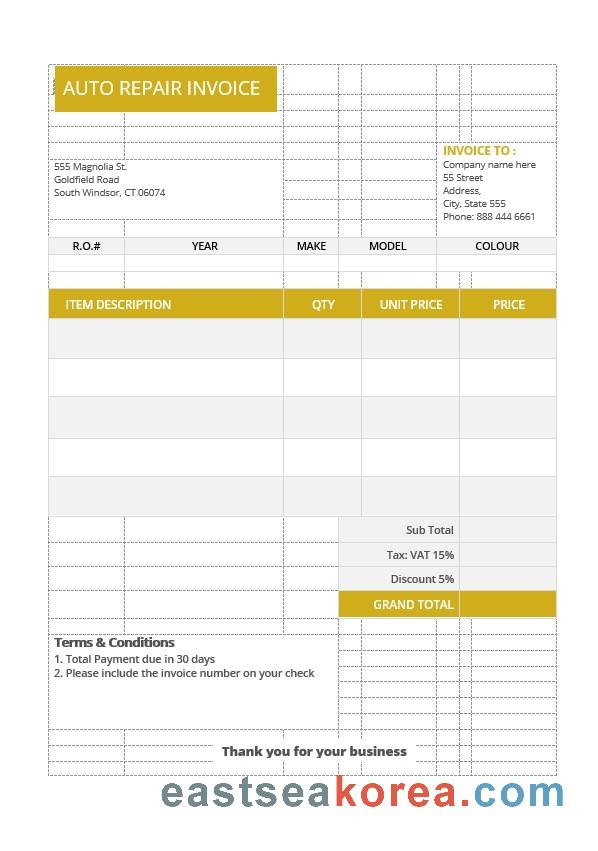 AUTO REPAIR INVOICE
555 Magnolia St.
Goldfield Road
South Windsor, CT 06074
INVOICE TO :
Company name here
55 Street
Address,
City, State 555
Phone: 888 444 6661
R.O.# YEAR MAKE MODEL COLOUR
ITEM DESCRIPTION QTY UNIT PRICE PRICE
Sub Total
Tax: VAT 15%
Discount 5%
GRAND TOTAL
Terms & Conditions
1. Total Payment due in 30 days
2. Please include the invoice number on your check
Thank you for your business
eastseakorea.com